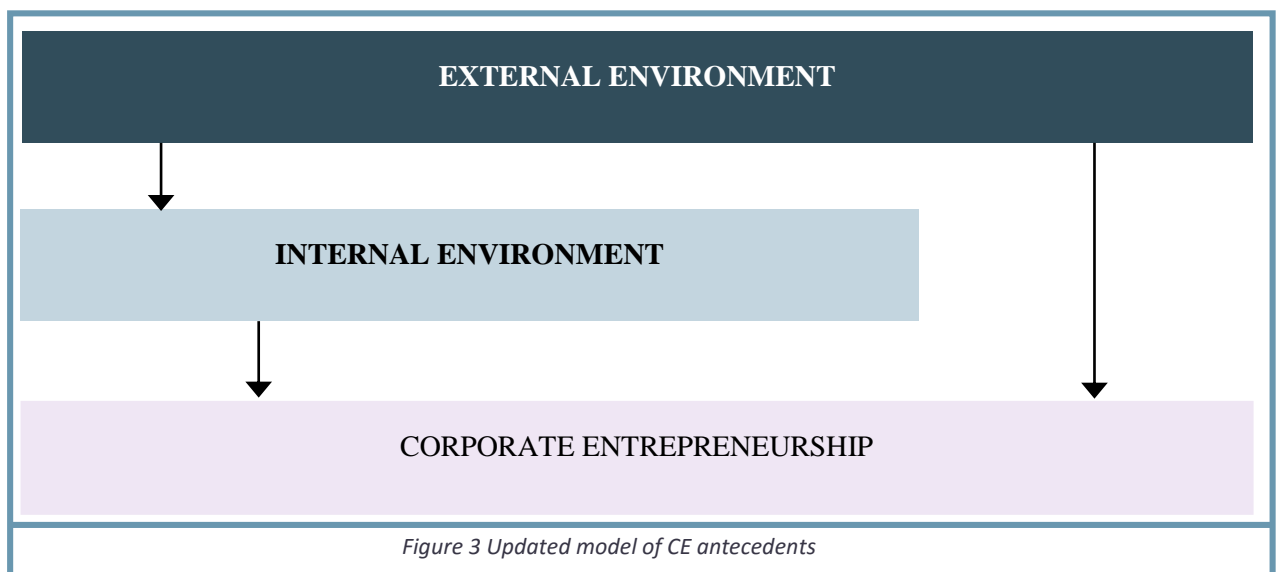 EXTERNAL ENVIRONMENT
INTERNAL ENVIRONMENT
CORPORATE ENTREPRENEURSHIP
Figure 3 Updated model of CE antecedents